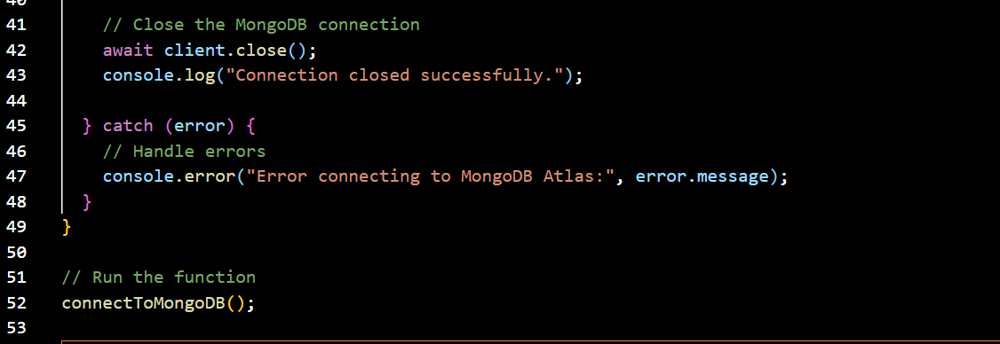 40
41 // Close the MongoDB connection
42 await client.close();
43 console.log("Connection closed successfully.");
44
45 } catch (error) {
46 // Handle errors
47 console.error("Error connecting to MongoDB Atlas:", error.message);
48 }
49 }
50
51 // Run the function
52 connectToMongoDB();
53